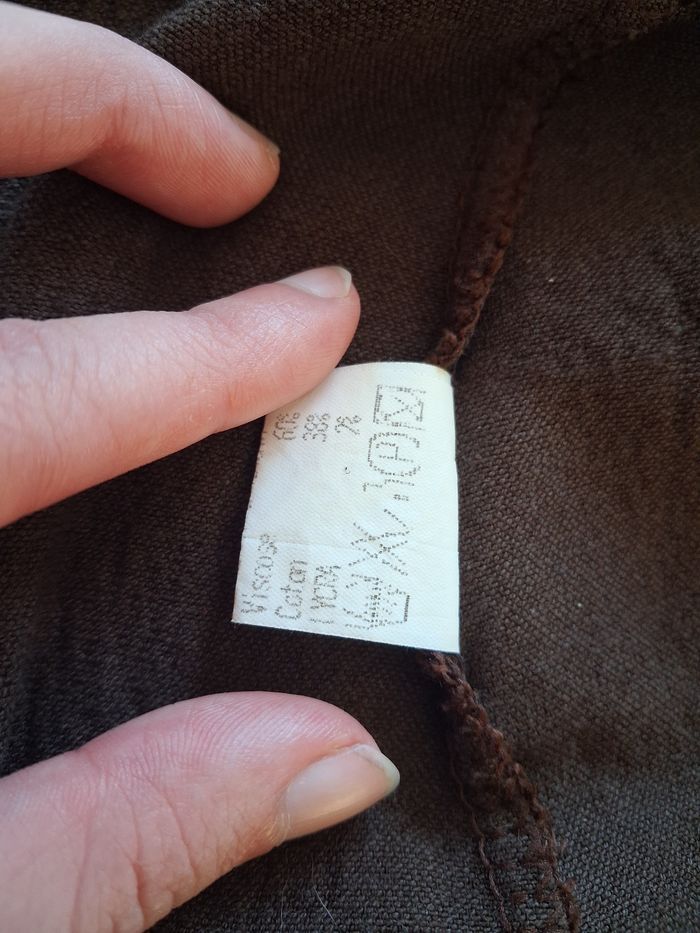 Viscose 60%
Coton 38%
LYCRA 2%
P